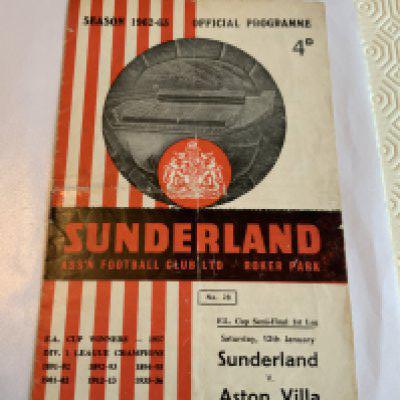 SEASON 1962-63 OFFICIAL PROGRAMME
4ᴰ
SUNDERLAND
ASS'N FOOTBALL CLUB LTD ROKER PARK
No. 28
F.L. Cup Semi-Final 1st Leg
Saturday, 12th January
Sunderland
v.
Aston Villa
F.A. CUP WINNERS — 1937
DIV. 1 LEAGUE CHAMPIONS
1891-92 1892-93 1894-95
1901-02 1912-13 1935-36